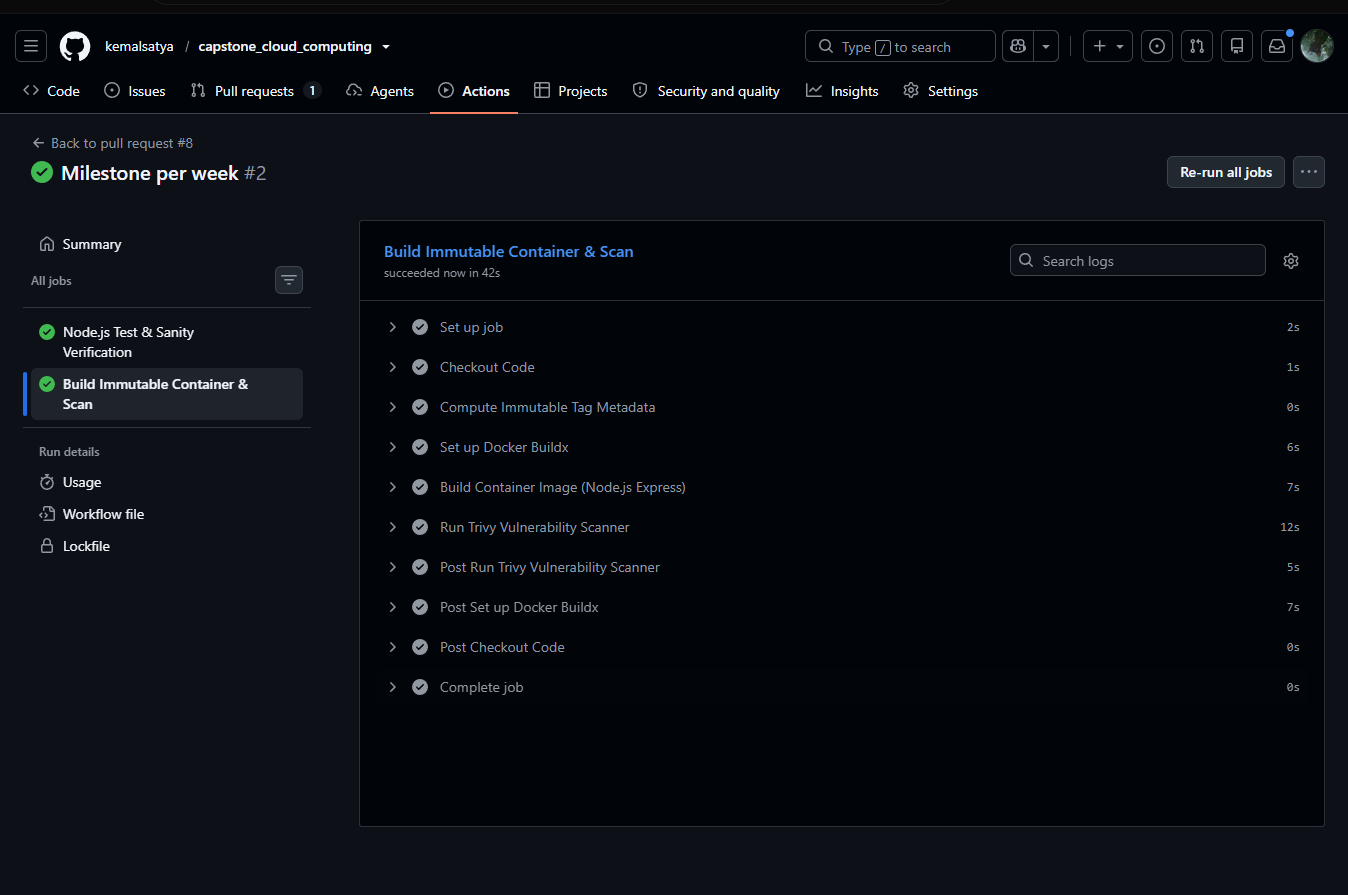 kemalsatya / capstone_cloud_computing
Type / to search
Code
Issues
Pull requests 1
Agents
Actions
Projects
Security and quality
Insights
Settings
Back to pull request #8
Milestone per week #2
Re-run all jobs
Summary
All jobs
Node.js Test & Sanity
Verification
Build Immutable Container &
Scan
Run details
Usage
Workflow file
Lockfile
Build Immutable Container & Scan
succeeded now in 42s
Search logs
Set up job 2s
Checkout Code 1s
Compute Immutable Tag Metadata 0s
Set up Docker Buildx 6s
Build Container Image (Node.js Express) 7s
Run Trivy Vulnerability Scanner 12s
Post Run Trivy Vulnerability Scanner 5s
Post Set up Docker Buildx 7s
Post Checkout Code 0s
Complete job 0s